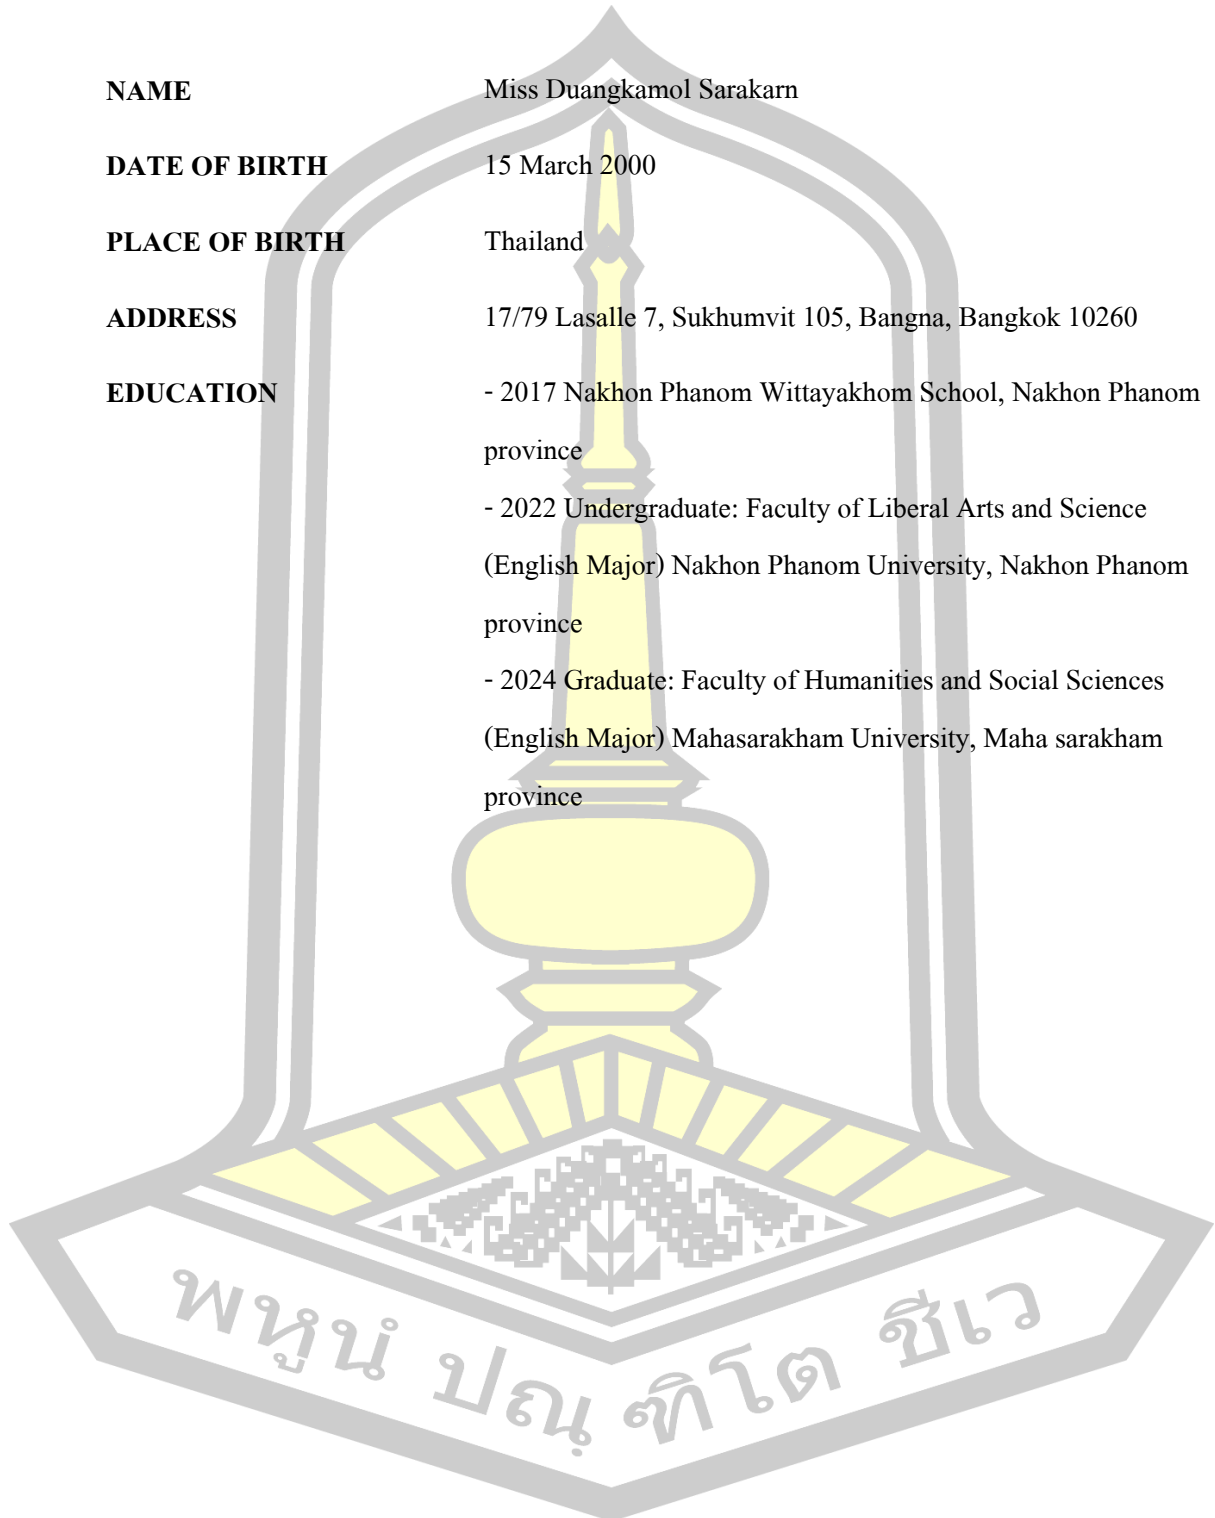 NAME Miss Duangkamol Sarakarn
DATE OF BIRTH 15 March 2000
PLACE OF BIRTH Thailand
ADDRESS 17/79 Lasalle 7, Sukhumvit 105, Bangna, Bangkok 10260
EDUCATION - 2017 Nakhon Phanom Wittayakhom School, Nakhon Phanom
province
- 2022 Undergraduate: Faculty of Liberal Arts and Science
(English Major) Nakhon Phanom University, Nakhon Phanom
province
- 2024 Graduate: Faculty of Humanities and Social Sciences
(English Major) Mahasarakham University, Maha sarakham
province
พหูนํ ปณฺฑิโต ชีเว